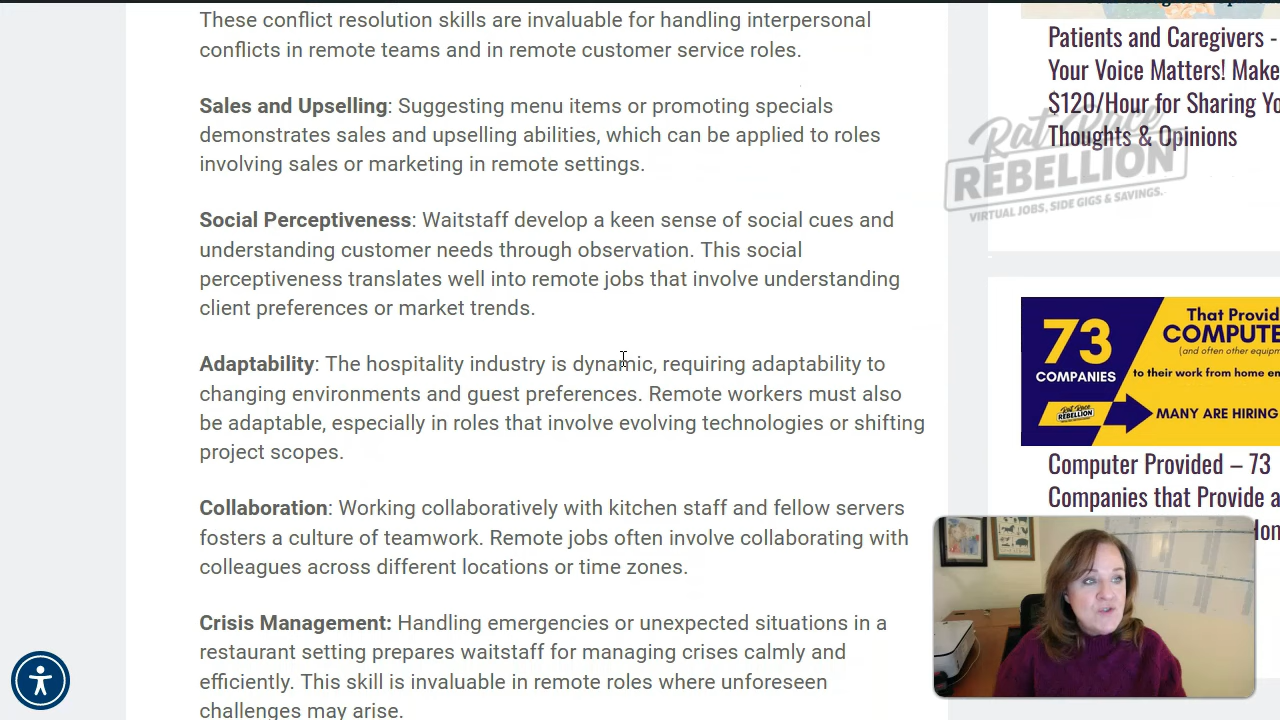 These conflict resolution skills are invaluable for handling interpersonal
conflicts in remote teams and in remote customer service roles.
Sales and Upselling: Suggesting menu items or promoting specials
demonstrates sales and upselling abilities, which can be applied to roles
involving sales or marketing in remote settings.
Social Perceptiveness: Waitstaff develop a keen sense of social cues and
understanding customer needs through observation. This social
perceptiveness translates well into remote jobs that involve understanding
client preferences or market trends.
Adaptability: The hospitality industry is dynamic, requiring adaptability to
changing environments and guest preferences. Remote workers must also
be adaptable, especially in roles that involve evolving technologies or shifting
project scopes.
Collaboration: Working collaboratively with kitchen staff and fellow servers
fosters a culture of teamwork. Remote jobs often involve collaborating with
colleagues across different locations or time zones.
Crisis Management: Handling emergencies or unexpected situations in a
restaurant setting prepares waitstaff for managing crises calmly and
efficiently. This skill is invaluable in remote roles where unforeseen
challenges may arise.
Patients and Caregivers -
Your Voice Matters! Make
$120/Hour for Sharing Yo
Thoughts & Opinions
Rat Race
REBELLION
VIRTUAL JOBS, SIDE GIGS & SAVINGS.
73
COMPANIES
That Provid
COMPUTE
(and often other equipm
to their work from home em
Rat Race
REBELLION
MANY ARE HIRING
Computer Provided – 73
Companies that Provide a